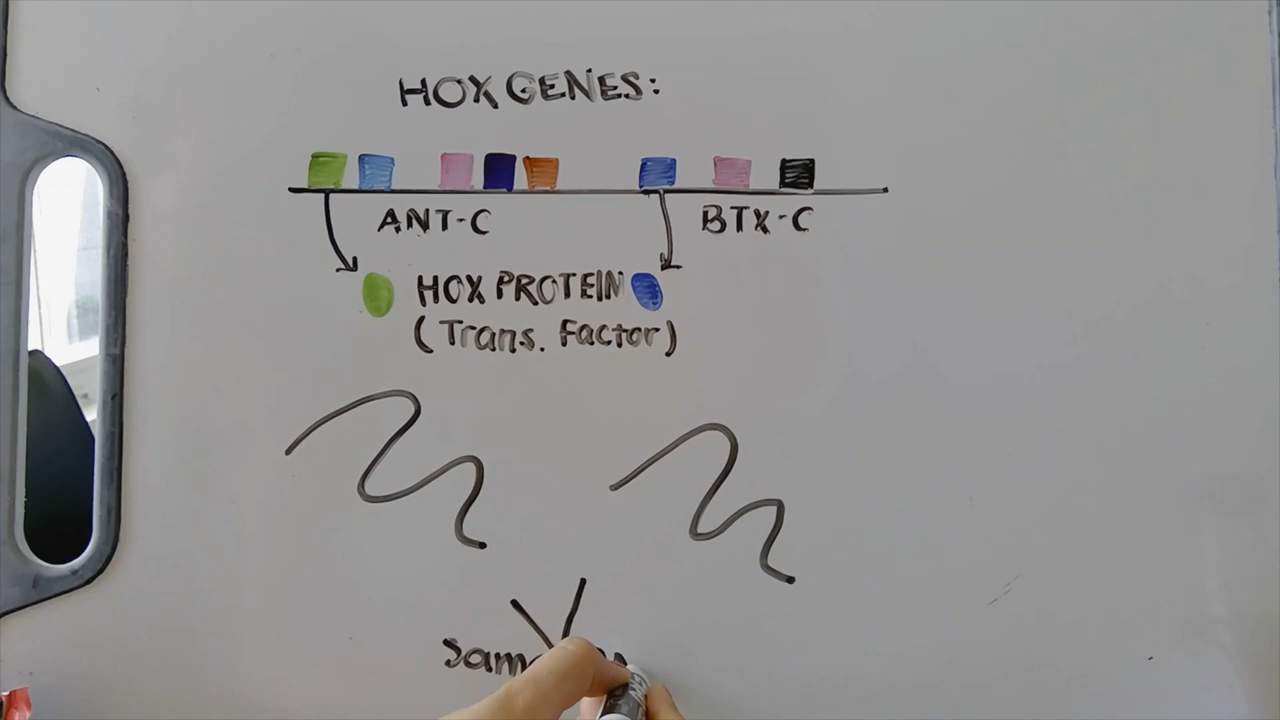 HOX GENES:
ANT-C
BTX-C
HOX PROTEIN
(Trans. Factor)